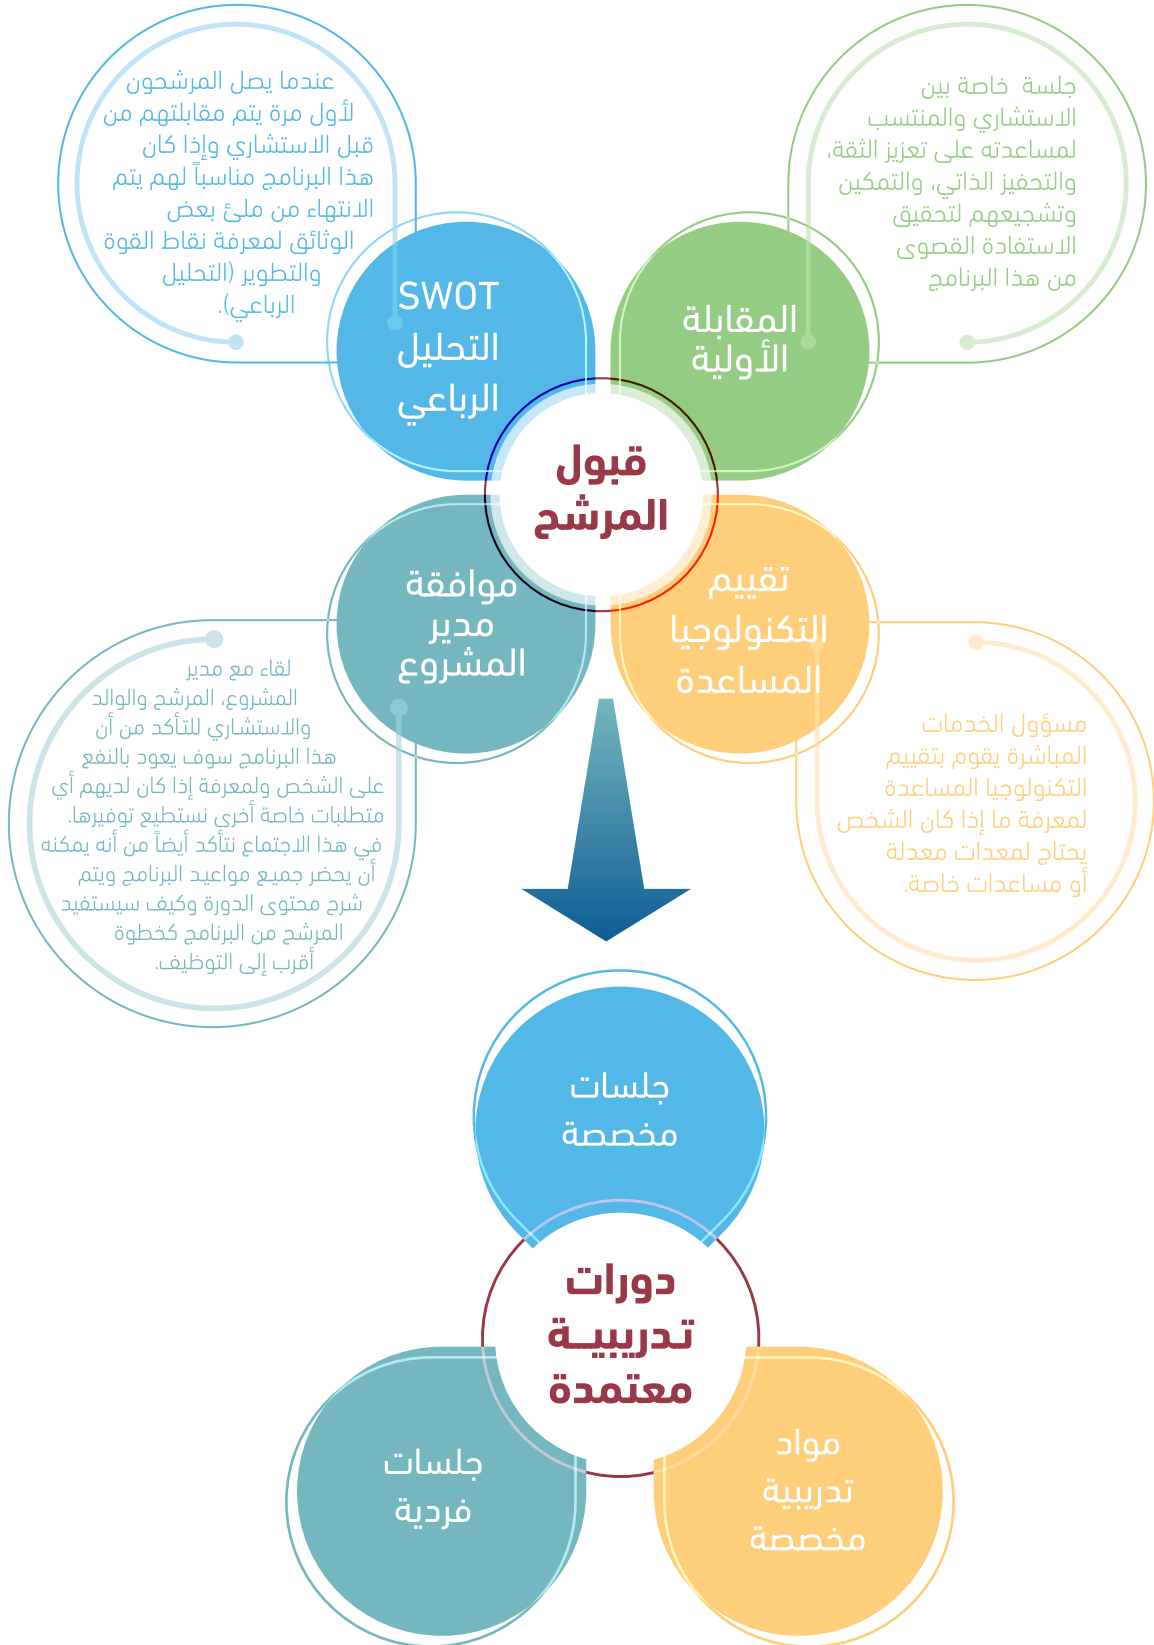 جلسة خاصة بين
الاستشاري والمنتسب
لمساعدته على تعزيز الثقة،
والتحفيز الذاتي، والتمكين
وتشجيعهم لتحقيق
الاستفادة القصوى
من هذا البرنامج
المقابلة
الأولية
عندما يصل المرشحون
لأول مرة يتم مقابلتهم من
قبل الاستشاري وإذا كان
هذا البرنامج مناسباً لهم يتم
الانتهاء من ملئ بعض
الوثائق لمعرفة نقاط القوة
والتطوير (التحليل
الرباعي).
SWOT
التحليل
الرباعي
قبول
المرشح
تقييم
التكنولوجيا
المساعدة
مسؤول الخدمات
المباشرة يقوم بتقييم
التكنولوجيا المساعدة
لمعرفة ما إذا كان الشخص
يحتاج لمعدات معدلة
أو مساعدات خاصة.
موافقة
مدير
المشروع
لقاء مع مدير
المشروع، المرشح والوالد
والاستشاري للتأكد من أن
هذا البرنامج سوف يعود بالنفع
على الشخص ولمعرفة إذا كان لديهم أي
متطلبات خاصة أخرى نستطيع توفيرها.
في هذا الاجتماع نتأكد أيضاً من أنه يمكنه
أن يحضر جميع مواعيد البرنامج ويتم
شرح محتوى الدورة وكيف سيستفيد
المرشح من البرنامج كخطوة
أقرب إلى التوظيف.
جلسات
مخصصة
دورات
تدريبيــة
معتمدة
مواد
تدريبية
مخصصة
جلسات
فردية